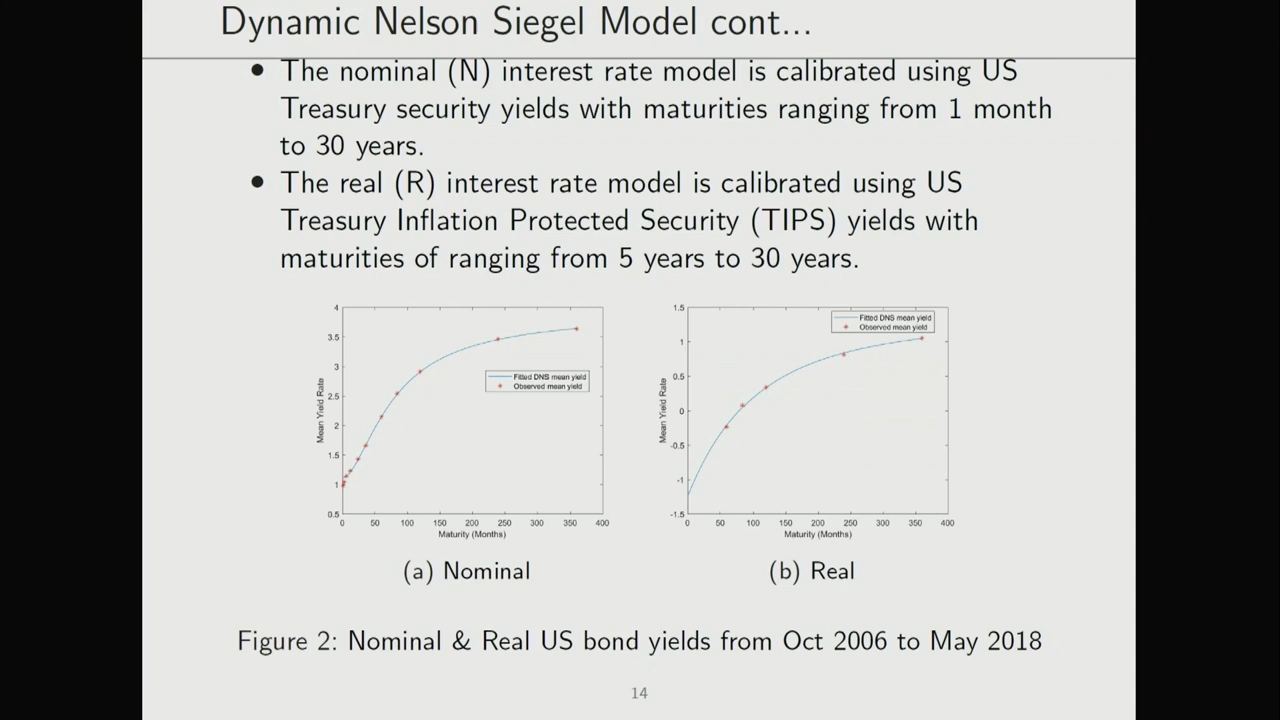 Dynamic Nelson Siegel Model cont...
• The nominal (N) interest rate model is calibrated using US
Treasury security yields with maturities ranging from 1 month
to 30 years.
• The real (R) interest rate model is calibrated using US
Treasury Inflation Protected Security (TIPS) yields with
maturities of ranging from 5 years to 30 years.
4
3.5
3
2.5
2
1.5
1
0.5
Mean Yield Rate
Fitted DNS mean yield
Observed mean yield
0 50 100 150 200 250 300 350 400
Maturity (Months)
(a) Nominal
1.5
1
0.5
0
-0.5
-1
-1.5
Mean Yield Rate
Fitted DNS mean yield
Observed mean yield
0 50 100 150 200 250 300 350 400
Maturity (Months)
(b) Real
Figure 2: Nominal & Real US bond yields from Oct 2006 to May 2018
14